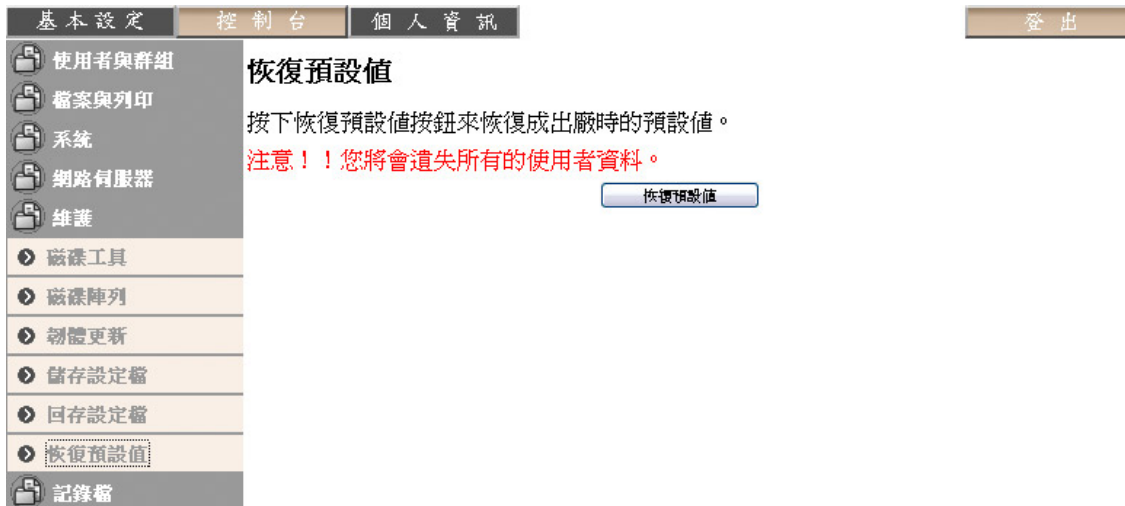 基本設定 控制台 個人資訊 登出
使用者與群組
檔案與列印
系統
網路伺服器
維護
磁碟工具
磁碟陣列
韌體更新
儲存設定檔
回存設定檔
恢復預設值
記錄檔
恢復預設值
按下恢復預設值按鈕來恢復成出廠時的預設值。
注意！！您將會遺失所有的使用者資料。
恢復預設值